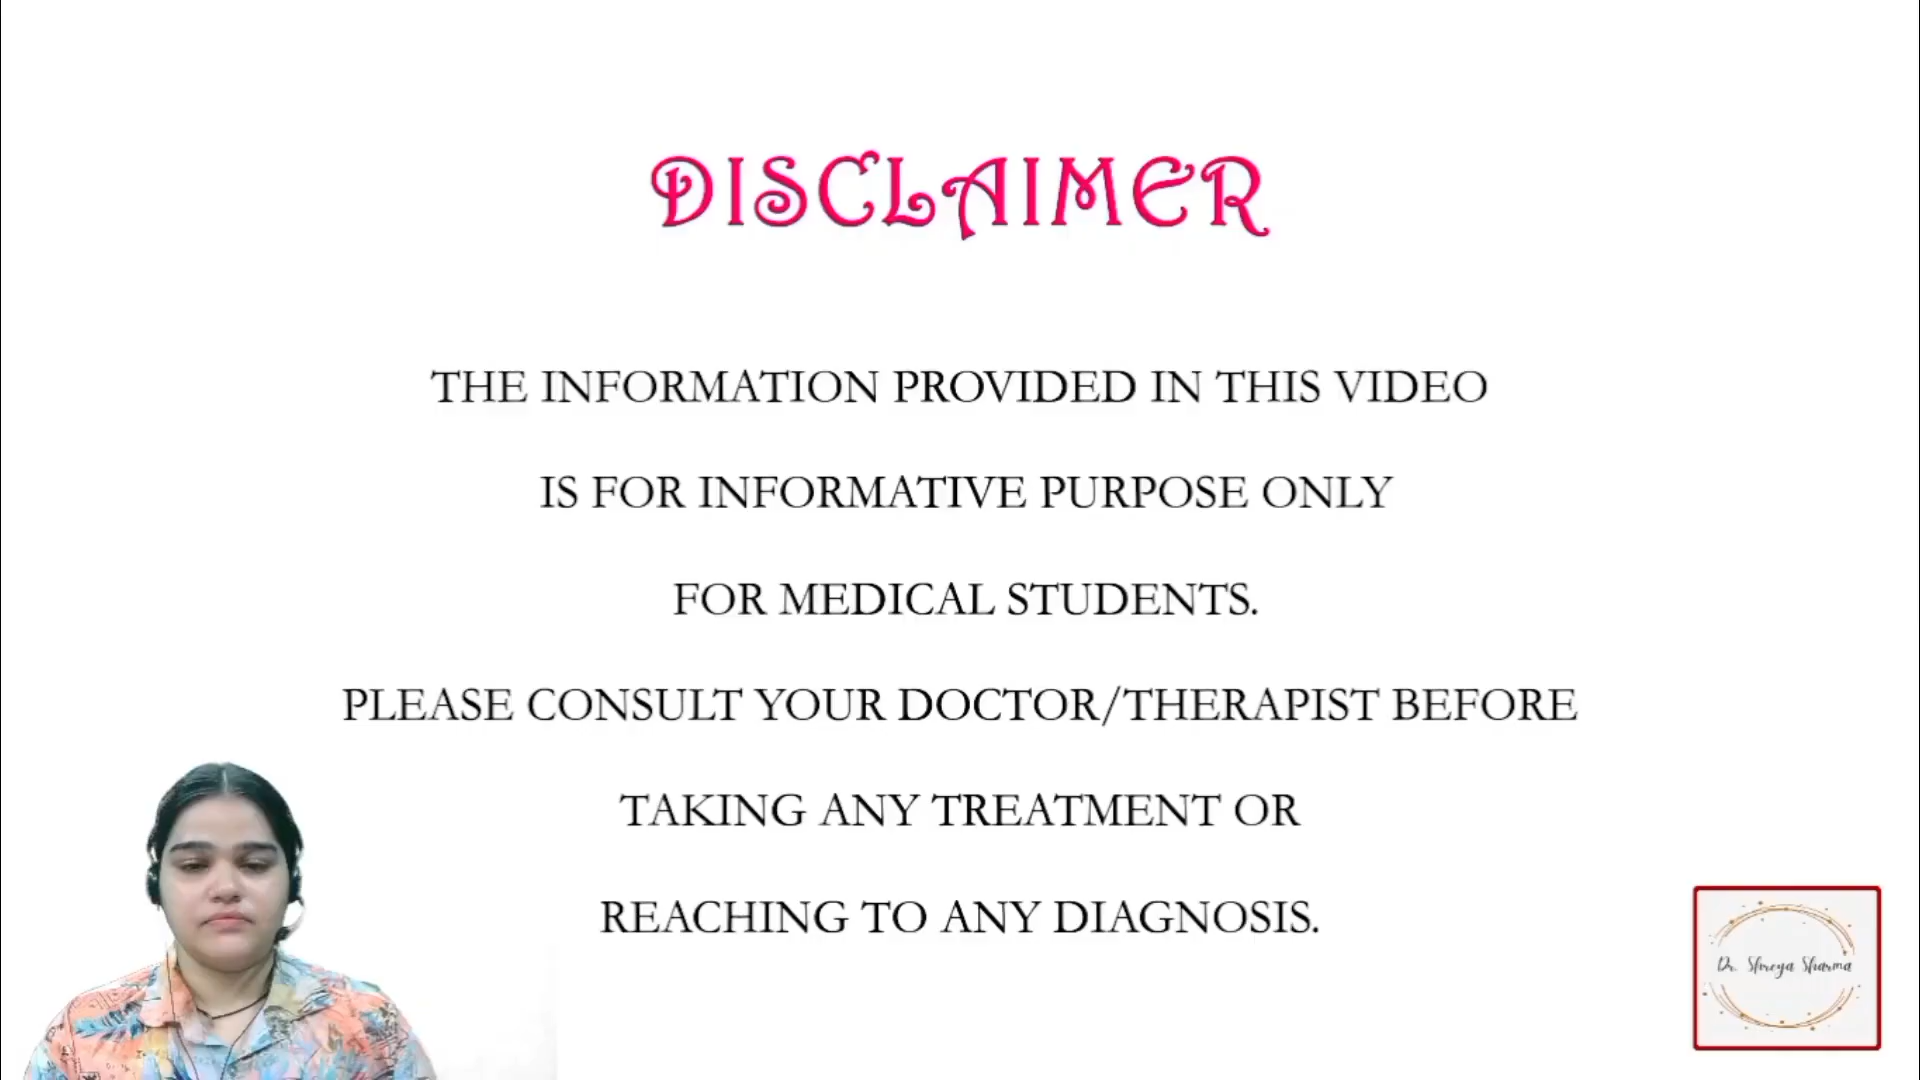 DISCLAIMER
THE INFORMATION PROVIDED IN THIS VIDEO
IS FOR INFORMATIVE PURPOSE ONLY
FOR MEDICAL STUDENTS.
PLEASE CONSULT YOUR DOCTOR/THERAPIST BEFORE
TAKING ANY TREATMENT OR
REACHING TO ANY DIAGNOSIS.
Dr. Shreya Sharma